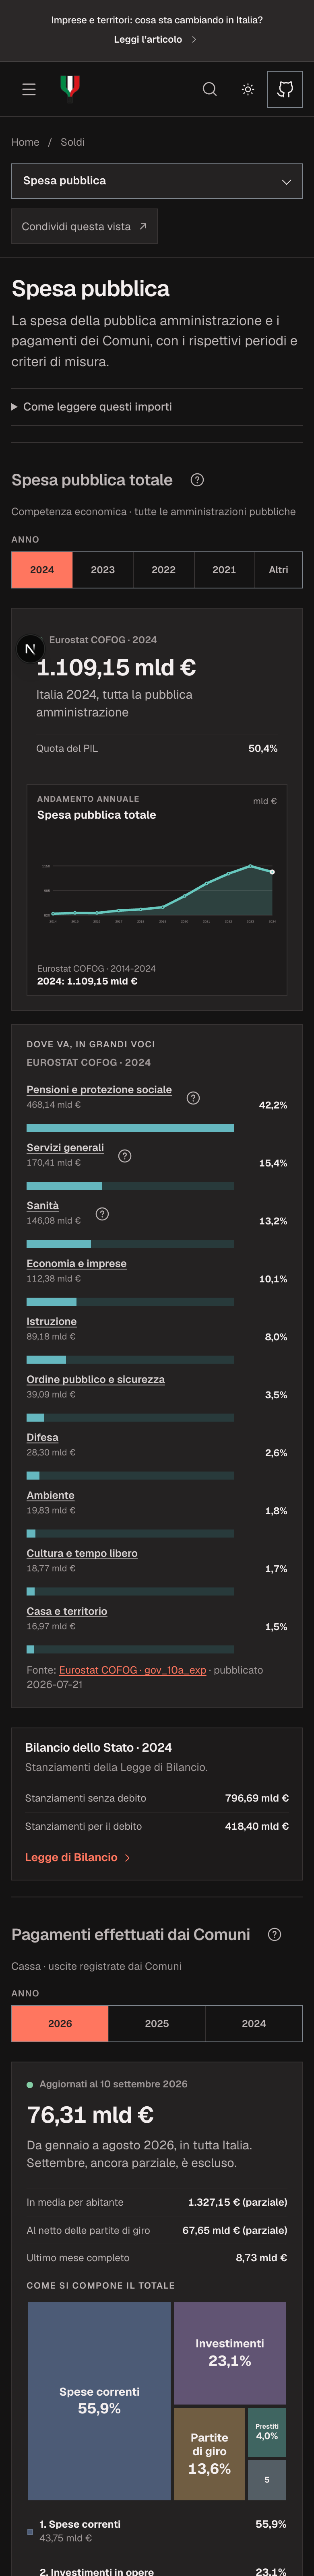 Imprese e territori: cosa sta cambiando in Italia?
Leggi l'articolo
Home / Soldi
Spesa pubblica
Condividi questa vista ↗
Spesa pubblica
La spesa della pubblica amministrazione e i
pagamenti dei Comuni, con i rispettivi periodi e
criteri di misura.
Come leggere questi importi
Spesa pubblica totale ?
Competenza economica · tutte le amministrazioni pubbliche
ANNO
2024 2023 2022 2021 Altri
N
Eurostat COFOG · 2024
1.109,15 mld €
Italia 2024, tutta la pubblica
amministrazione
Quota del PIL 50,4%
ANDAMENTO ANNUALE mld €
Spesa pubblica totale
Eurostat COFOG · 2014-2024
2024: 1.109,15 mld €
DOVE VA, IN GRANDI VOCI
EUROSTAT COFOG · 2024
Pensioni e protezione sociale ?
468,14 mld € 42,2%
Servizi generali ?
170,41 mld € 15,4%
Sanità ?
146,08 mld € 13,2%
Economia e imprese
112,38 mld € 10,1%
Istruzione
89,18 mld € 8,0%
Ordine pubblico e sicurezza
39,09 mld € 3,5%
Difesa
28,30 mld € 2,6%
Ambiente
19,83 mld € 1,8%
Cultura e tempo libero
18,77 mld € 1,7%
Casa e territorio
16,97 mld € 1,5%
Fonte: Eurostat COFOG · gov_10a_exp · pubblicato
2026-07-21
Bilancio dello Stato · 2024
Stanziamenti della Legge di Bilancio.
Stanziamenti senza debito 796,69 mld €
Stanziamenti per il debito 418,40 mld €
Legge di Bilancio
Pagamenti effettuati dai Comuni ?
Cassa · uscite registrate dai Comuni
ANNO
2026 2025 2024
Aggiornati al 10 settembre 2026
76,31 mld €
Da gennaio a agosto 2026, in tutta Italia.
Settembre, ancora parziale, è escluso.
In media per abitante 1.327,15 € (parziale)
Al netto delle partite di giro 67,65 mld € (parziale)
Ultimo mese completo 8,73 mld €
COME SI COMPONE IL TOTALE
Spese correnti
55,9%
Investimenti
23,1%
Partite
di giro
13,6%
Prestiti
4,0%
5
1. Spese correnti 55,9%
43,75 mld €
2. Investimenti in opere 23,1%